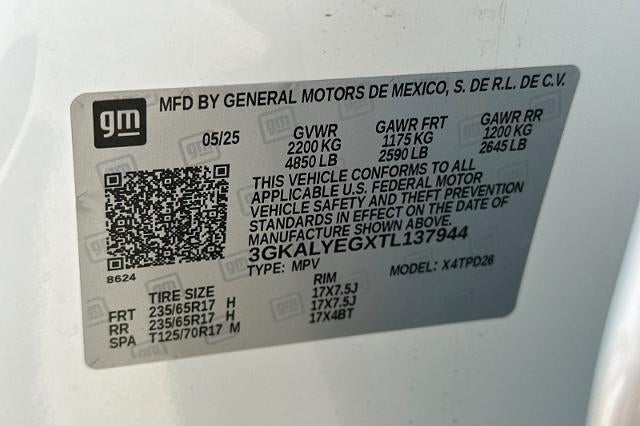 gm
MFD BY GENERAL MOTORS DE MEXICO, S. DE R.L. DE C.V.
05/25 GVWR GAWR FRT GAWR RR
2200 KG 1175 KG 1200 KG
4850 LB 2590 LB 2645 LB
THIS VEHICLE CONFORMS TO ALL
APPLICABLE U.S. FEDERAL MOTOR
VEHICLE SAFETY AND THEFT PREVENTION
STANDARDS IN EFFECT ON THE DATE OF
MANUFACTURE SHOWN ABOVE.
3GKALYEGXTL137944
TYPE: MPV MODEL: X4TPD26
8624
TIRE SIZE RIM
FRT 235/65R17 H 17X7.5J
RR 235/65R17 H 17X7.5J
SPA T125/70R17 M 17X4BT